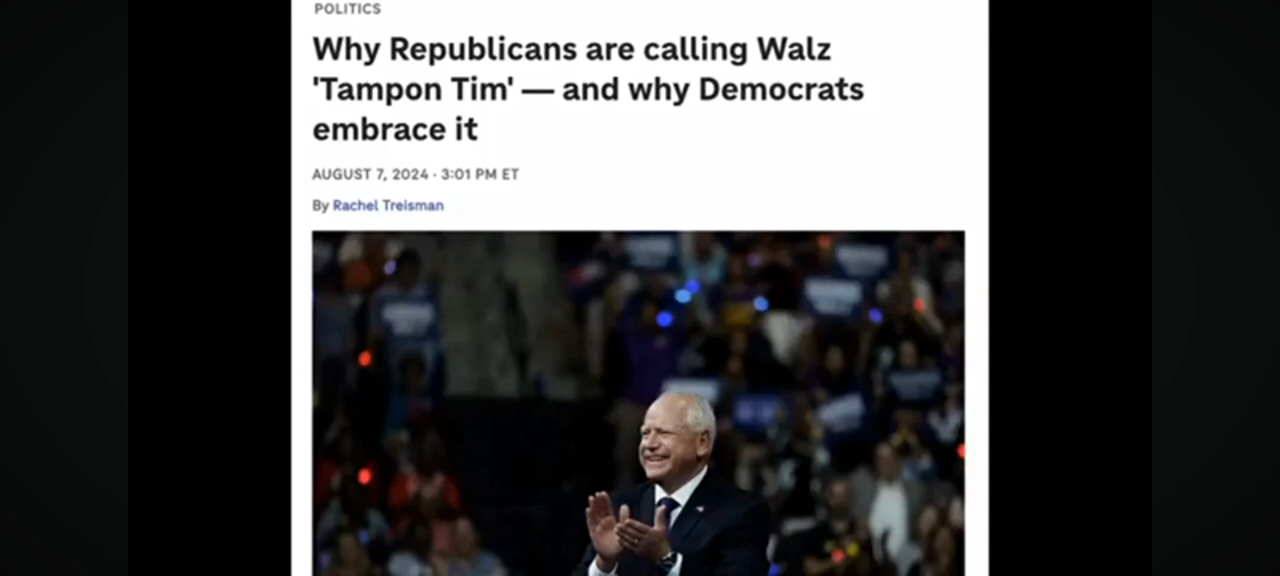 POLITICS
Why Republicans are calling Walz
'Tampon Tim' — and why Democrats
embrace it
AUGUST 7, 2024 · 3:01 PM ET
By Rachel Treisman